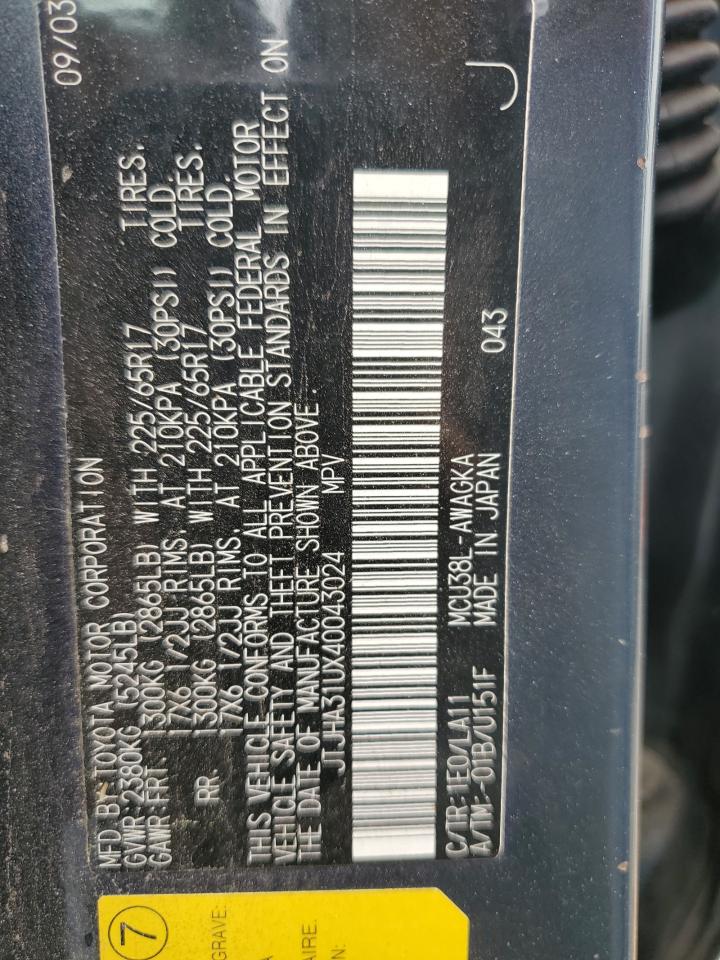 MFD BY TOYOTA MOTOR CORPORATION 09/03
GVWR 2380KG (5245LB)
GAWR FRT. 1300KG (2865LB) WITH 225/65R17 TIRES.
17X6 1/2JJ RIMS AT 210KPA (30PSI) COLD
RR. 1300KG (2865LB) WITH 225/65R17 TIRES.
17X6 1/2JJ RIMS AT 210KPA (30PSI) COLD
THIS VEHICLE CONFORMS TO ALL APPLICABLE FEDERAL MOTOR
VEHICLE SAFETY AND THEFT PREVENTION STANDARDS IN EFFECT ON
THE DATE OF MANUFACTURE SHOWN ABOVE.
JTJHA31UX40043024 MPV
C/TR:1E0/LA11 MCU38L-AWAGKA
A/TM:-01B/U151F MADE IN JAPAN 043 J
7
GRAVE:
A
AIRE.
N: